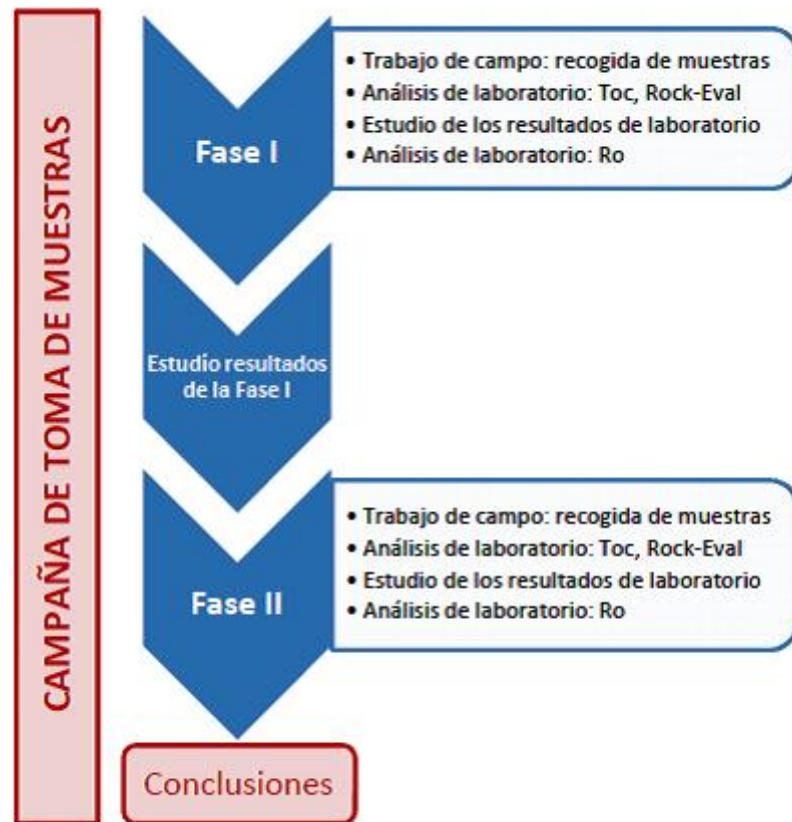 CAMPAÑA DE TOMA DE MUESTRAS
Fase I
• Trabajo de campo: recogida de muestras
• Análisis de laboratorio: Toc, Rock-Eval
• Estudio de los resultados de laboratorio
• Análisis de laboratorio: Ro
Estudio resultados
de la Fase I
Fase II
• Trabajo de campo: recogida de muestras
• Análisis de laboratorio: Toc, Rock-Eval
• Estudio de los resultados de laboratorio
• Análisis de laboratorio: Ro
Conclusiones